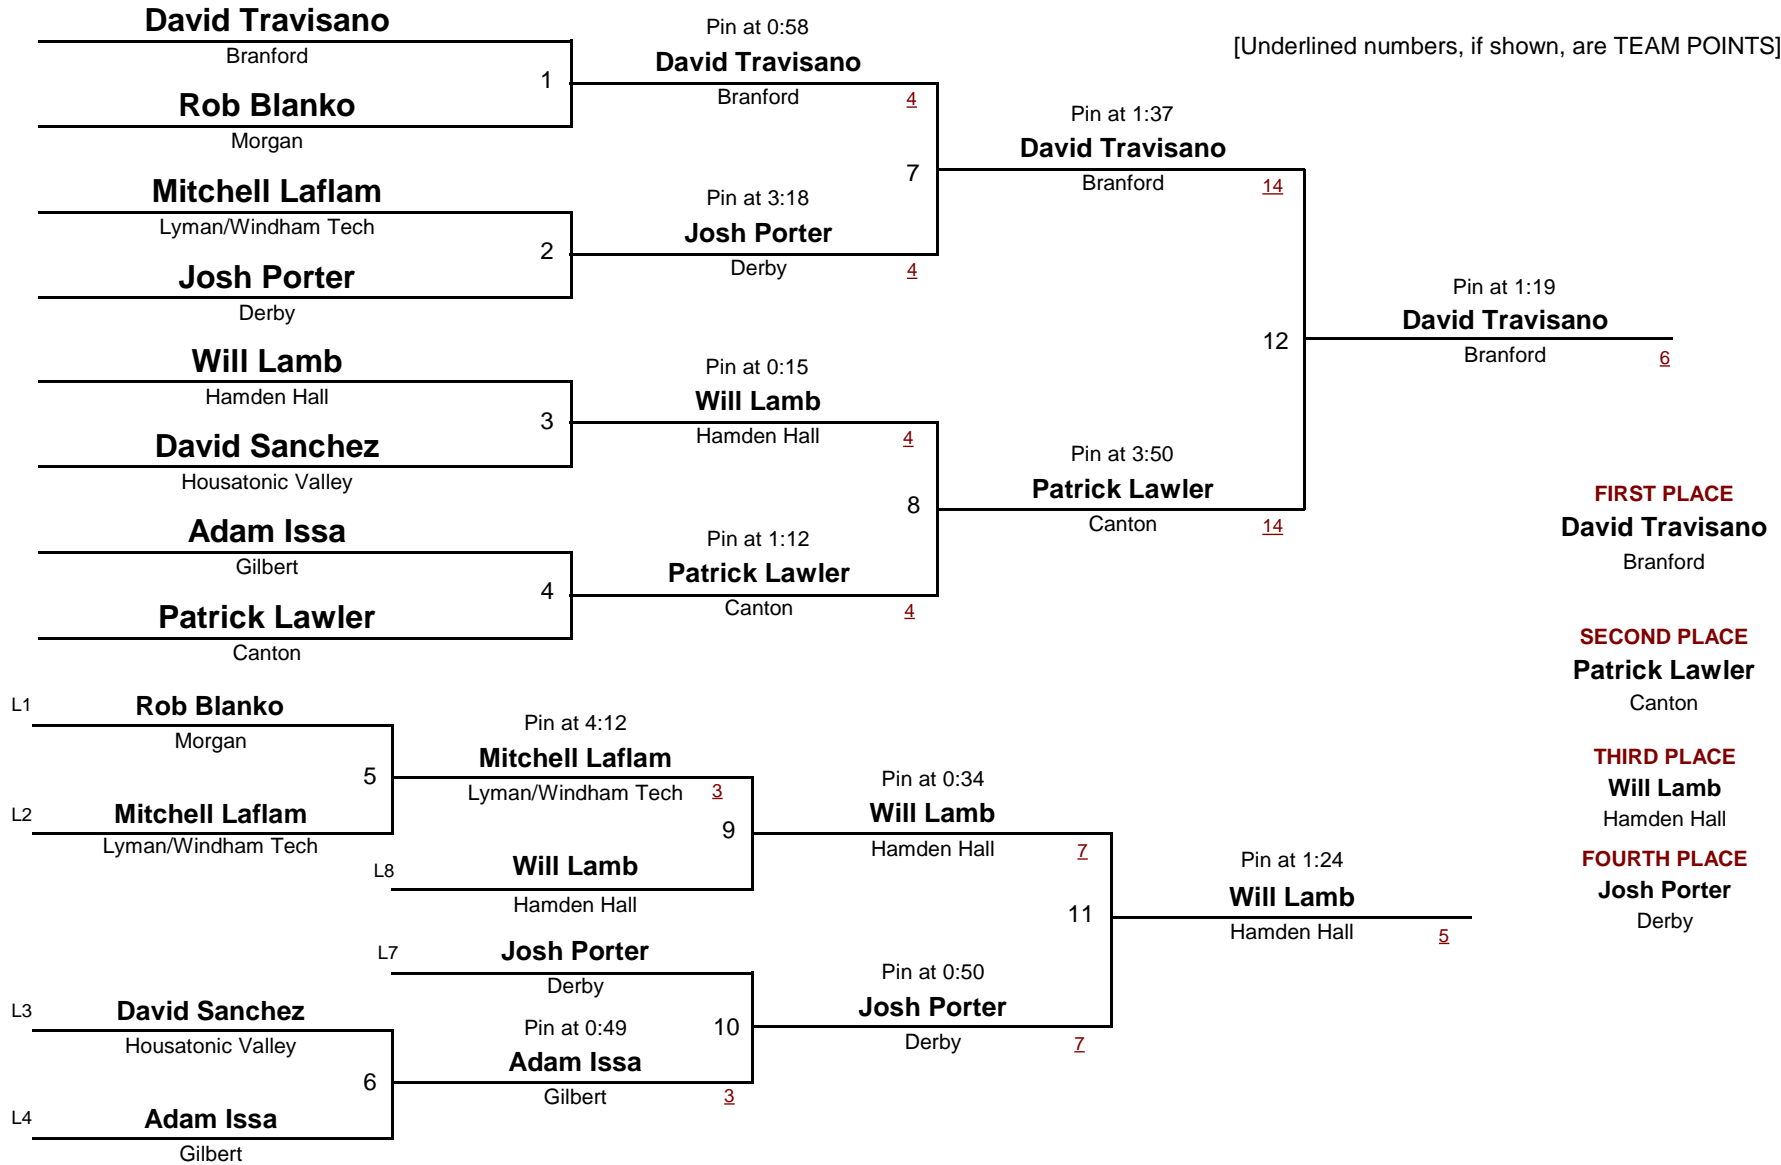 David Travisano
Branford
1
Rob Blanko
Morgan
Mitchell Laflam
Lyman/Windham Tech
2
Josh Porter
Derby
Will Lamb
Hamden Hall
3
David Sanchez
Housatonic Valley
Adam Issa
Gilbert
4
Patrick Lawler
Canton
Pin at 0:58
David Travisano
Branford
4
7
Pin at 3:18
Josh Porter
Derby
4
Pin at 0:15
Will Lamb
Hamden Hall
4
8
Pin at 1:12
Patrick Lawler
Canton
4
Pin at 1:37
David Travisano
Branford
14
12
Pin at 3:50
Patrick Lawler
Canton
14
[Underlined numbers, if shown, are TEAM POINTS]
Pin at 1:19
David Travisano
Branford
6
FIRST PLACE
David Travisano
Branford
SECOND PLACE
Patrick Lawler
Canton
THIRD PLACE
Will Lamb
Hamden Hall
FOURTH PLACE
Josh Porter
Derby
L1
Rob Blanko
Morgan
5
L2
Mitchell Laflam
Lyman/Windham Tech
L3
David Sanchez
Housatonic Valley
6
L4
Adam Issa
Gilbert
Pin at 4:12
Mitchell Laflam
Lyman/Windham Tech
3
9
L8
Will Lamb
Hamden Hall
L7
Josh Porter
Derby
10
Pin at 0:49
Adam Issa
Gilbert
3
Pin at 0:34
Will Lamb
Hamden Hall
7
11
Pin at 0:50
Josh Porter
Derby
7
Pin at 1:24
Will Lamb
Hamden Hall
5